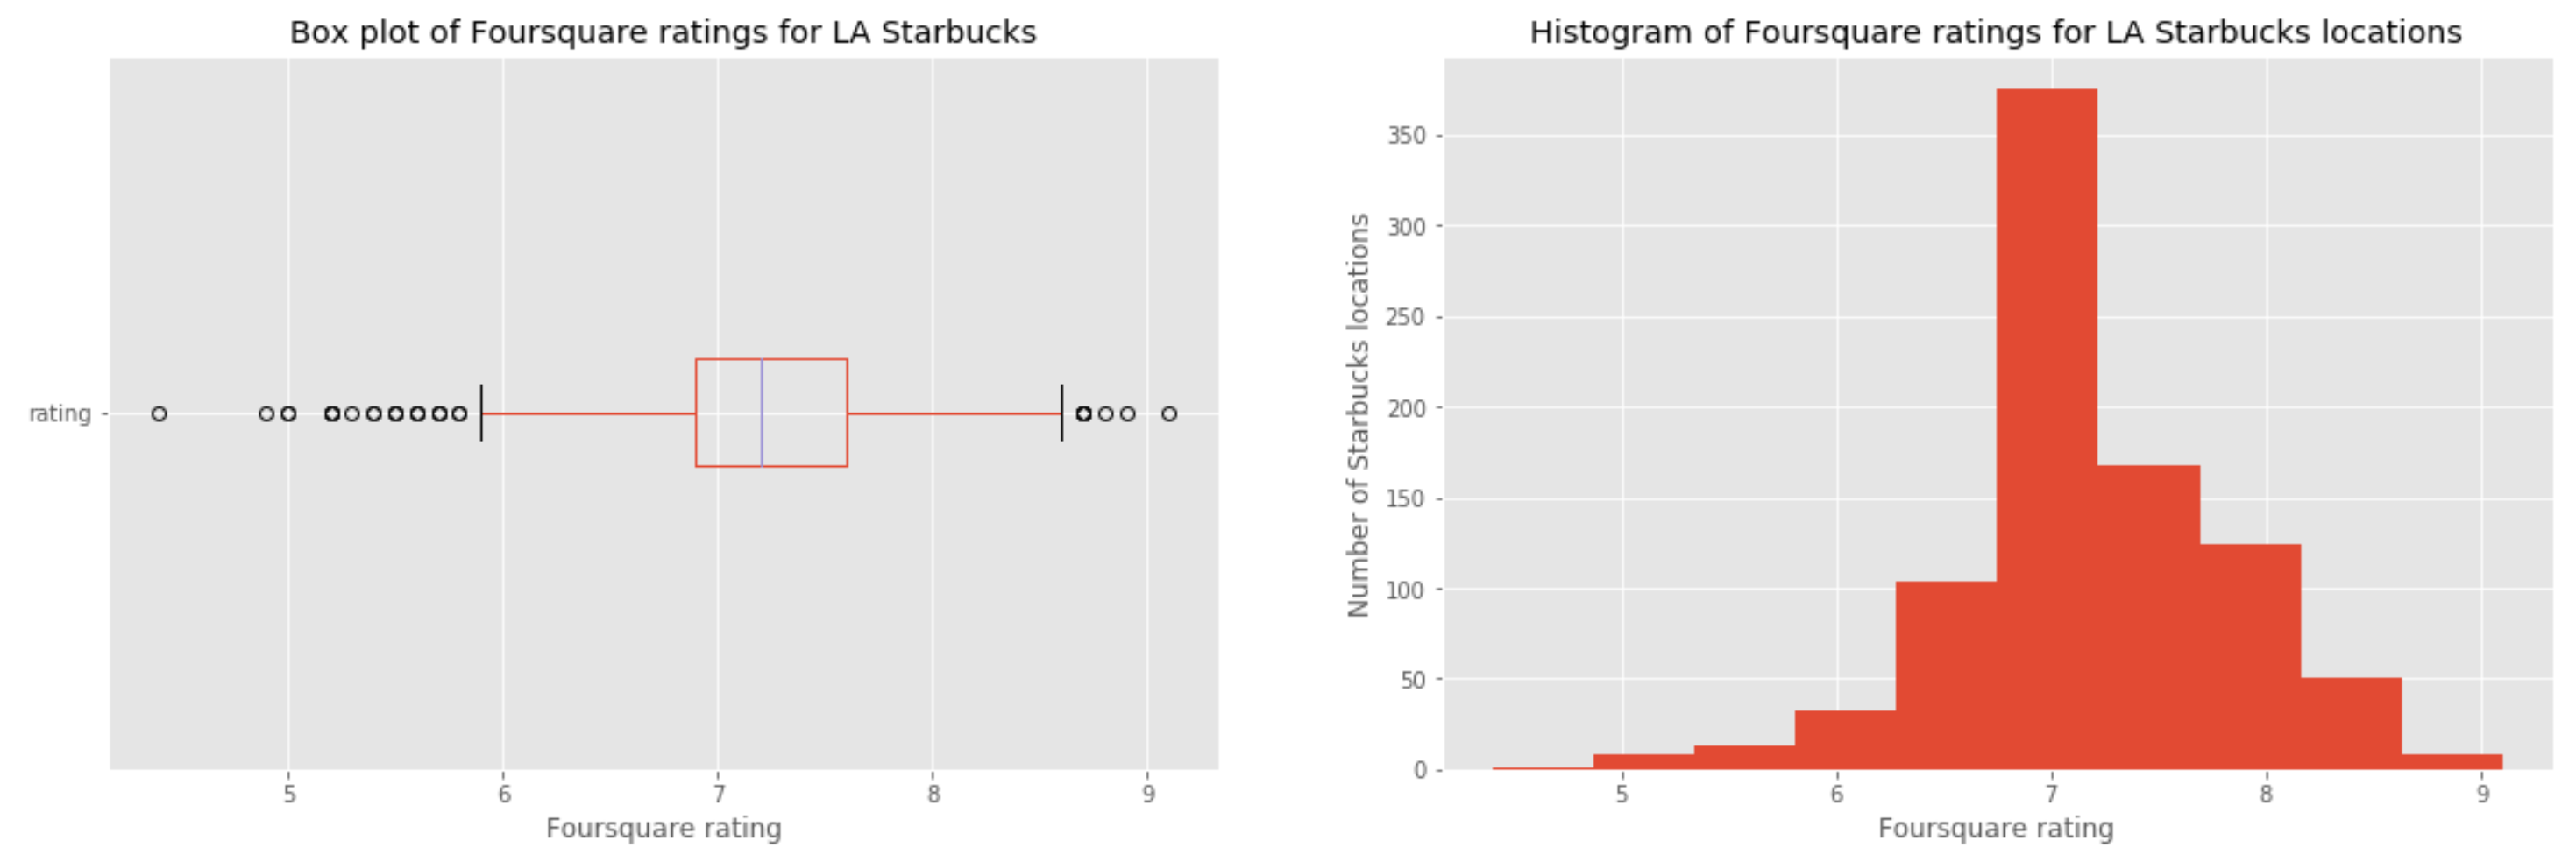 Box plot of Foursquare ratings for LA Starbucks
rating
5 6 7 8 9
Foursquare rating
Histogram of Foursquare ratings for LA Starbucks locations
Number of Starbucks locations
350
300
250
200
150
100
50
0
5 6 7 8 9
Foursquare rating